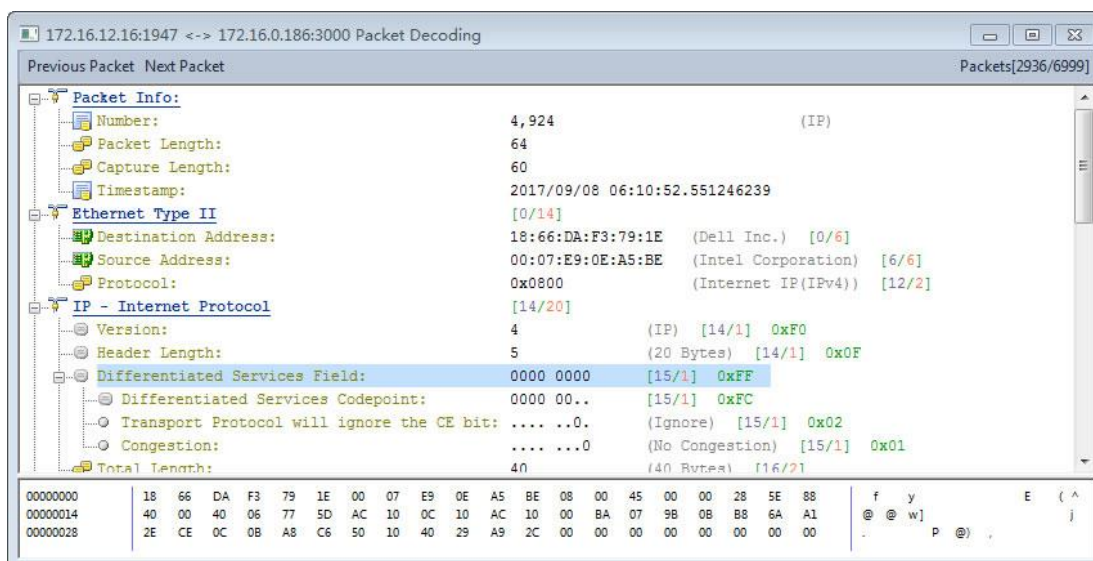 172.16.12.16:1947 <-> 172.16.0.186:3000 Packet Decoding
Previous Packet Next Packet Packets[2936/6999]
Packet Info:
Number: 4,924 (IP)
Packet Length: 64
Capture Length: 60
Timestamp: 2017/09/08 06:10:52.551246239
Ethernet Type II [0/14]
Destination Address: 18:66:DA:F3:79:1E (Dell Inc.) [0/6]
Source Address: 00:07:E9:0E:A5:BE (Intel Corporation) [6/6]
Protocol: 0x0800 (Internet IP(IPv4)) [12/2]
IP - Internet Protocol [14/20]
Version: 4 (IP) [14/1] 0xF0
Header Length: 5 (20 Bytes) [14/1] 0x0F
Differentiated Services Field: 0000 0000 [15/1] 0xFF
Differentiated Services Codepoint: 0000 00.. [15/1] 0xFC
Transport Protocol will ignore the CE bit: .... ..0. (Ignore) [15/1] 0x02
Congestion: .... ...0 (No Congestion) [15/1] 0x01
Total Length: 40 (40 Bytes) [16/2]
00000000 18 66 DA F3 79 1E 00 07 E9 0E A5 BE 08 00 45 00 00 28 5E 88 f y E ( ^
00000014 40 00 40 06 77 5D AC 10 0C 10 AC 10 00 BA 07 9B 0B B8 6A A1 @ @ w] j
00000028 2E CE 0C 0B A8 C6 50 10 40 29 A9 2C 00 00 00 00 00 00 00 00 . P @) ,